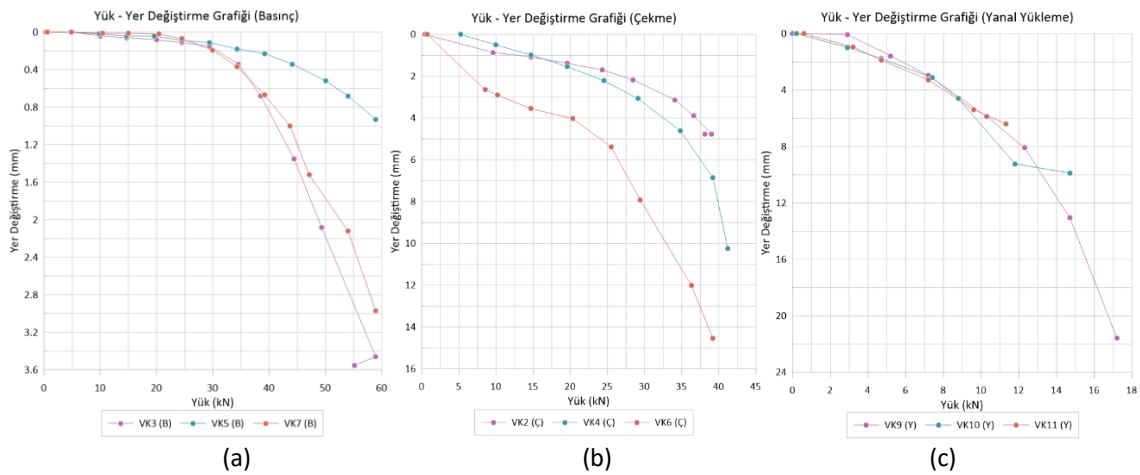 Yük - Yer Değiştirme Grafiği (Basınç)
Yer Değiştirme (mm)
0
0.4
0.8
1.2
1.6
2
2.4
2.8
3.2
3.6
0 10 20 30 40 50 60
Yük (kN)
VK3 (B) VK5 (B) VK7 (B)
(a)
Yük - Yer Değiştirme Grafiği (Çekme)
Yer Değiştirme (mm)
0
2
4
6
8
10
12
14
16
0 5 10 15 20 25 30 35 40 45
Yük (kN)
VK2 (Ç) VK4 (Ç) VK6 (Ç)
(b)
Yük - Yer Değiştirme Grafiği (Yanal Yükleme)
Yer Değiştirme (mm)
0
4
8
12
16
20
24
0 2 4 6 8 10 12 14 16 18
Yük (kN)
VK9 (Y) VK10 (Y) VK11 (Y)
(c)